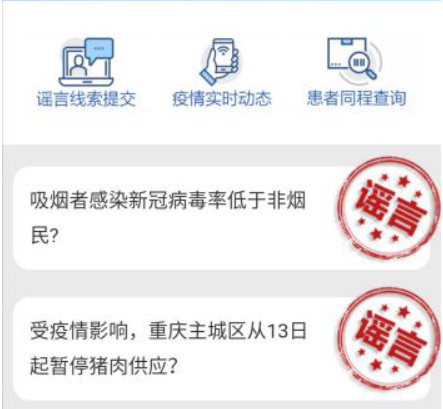 谣言线索提交 疫情实时动态 患者同程查询
吸烟者感染新冠病毒率低于非烟
民?
谣言
受疫情影响，重庆主城区从13日
起暂停猪肉供应?
谣言